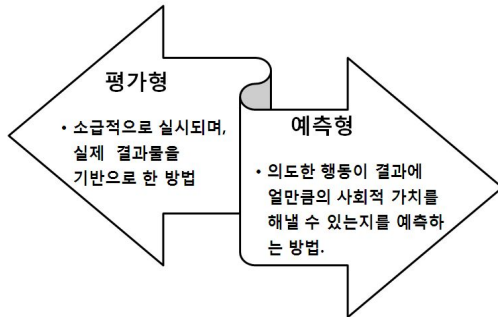 평가형
• 소급적으로 실시되며,
실제 결과물을
기반으로 한 방법
예측형
• 의도한 행동이 결과에
얼만큼의 사회적 가치를
해낼 수 있는지를 예측하
는 방법.